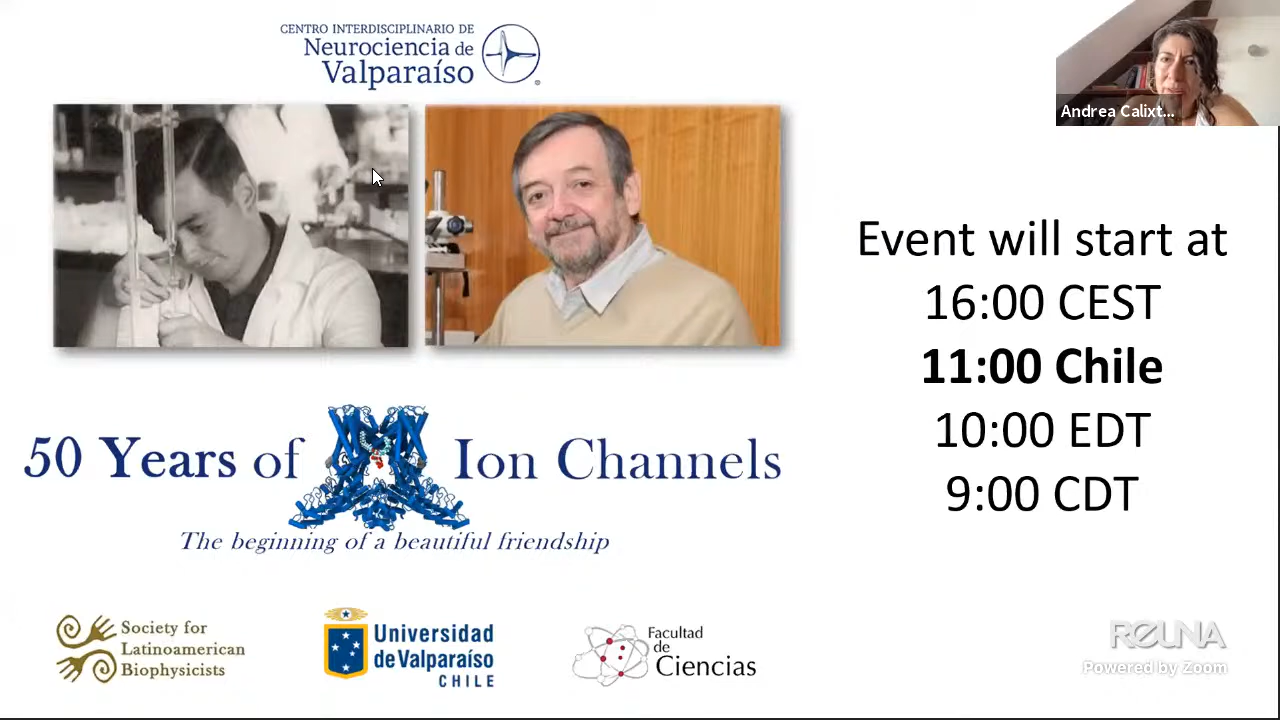 CENTRO INTERDISCIPLINARIO DE
Neurociencia de
Valparaíso
Andrea Calixt...
Event will start at
16:00 CEST
11:00 Chile
10:00 EDT
9:00 CDT
50 Years of Ion Channels
The beginning of a beautiful friendship
Society for
Latinoamerican
Biophysicists
Universidad
de Valparaíso
CHILE
Facultad
de
Ciencias
REUNA
Powered by Zoom